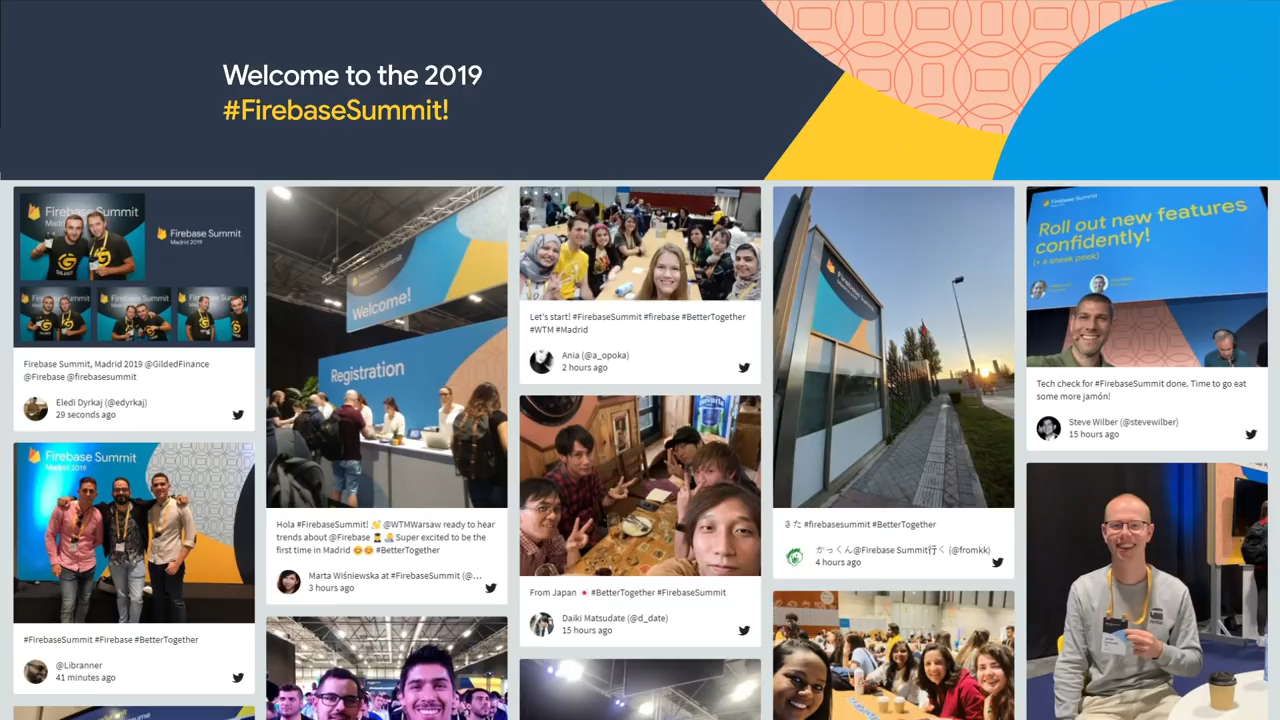 Welcome to the 2019
#FirebaseSummit!
Firebase Summit
Madrid 2019
Firebase Summit
Madrid 2019
GILDED
Firebase Summit, Madrid 2019 @GildedFinance
@Firebase @firebasesummit
Eledi Dyrkaj (@edyrkaj)
29 seconds ago
Firebase Summit
Madrid 2019
#FirebaseSummit #Firebase #BetterTogether
@Libranner
41 minutes ago
Welcome!
Registration
Hola #FirebaseSummit! 👋 @WTMWarsaw ready to hear
trends about @Firebase 👩‍🎓👩‍💻 Super excited to be the
first time in Madrid 😊😊 #BetterTogether
Marta Wiśniewska at #FirebaseSummit (@...
3 hours ago
Let's start! #FirebaseSummit #firebase #BetterTogether
#WTM #Madrid
Ania (@a_opoka)
2 hours ago
From Japan 🇯🇵 #BetterTogether #FirebaseSummit
Daiki Matsudate (@d_date)
15 hours ago
Firebase Summit
きた #firebasesummit #BetterTogether
かっくん@Firebase Summit行く (@fromkk)
4 hours ago
Firebase Summit
Roll out new features
confidently!
(+ a sneak peek)
Tech check for #FirebaseSummit done. Time to go eat
some more jamón!
Steve Wilber (@stevewilber)
15 hours ago